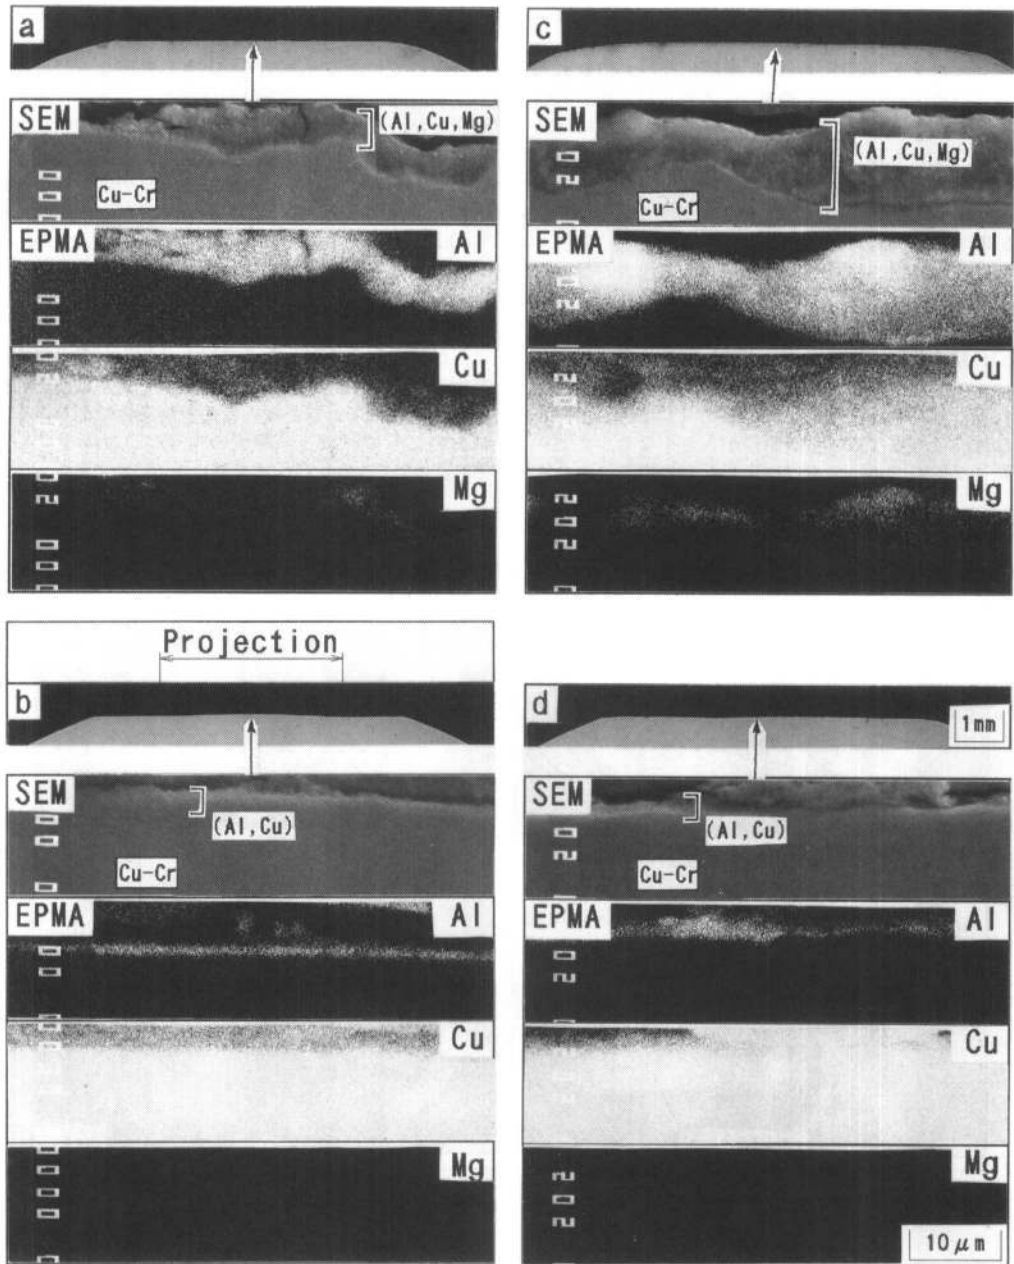 a
SEM
(Al,Cu,Mg)
Cu-Cr
EPMA
Al
Cu
Mg
c
SEM
(Al,Cu,Mg)
Cu-Cr
EPMA
Al
Cu
Mg
Projection
b
SEM
(Al,Cu)
Cu-Cr
EPMA
Al
Cu
Mg
d
1mm
SEM
(Al,Cu)
Cu-Cr
EPMA
Al
Cu
Mg
10μm